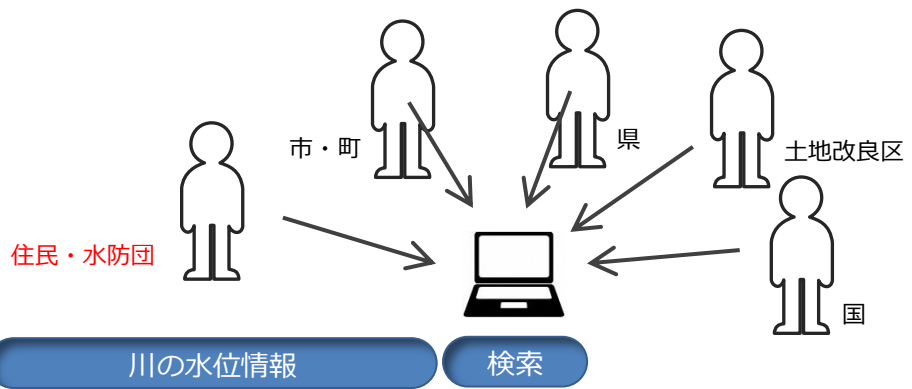 市・町
県
土地改良区
住民・水防団
国
川の水位情報
検索